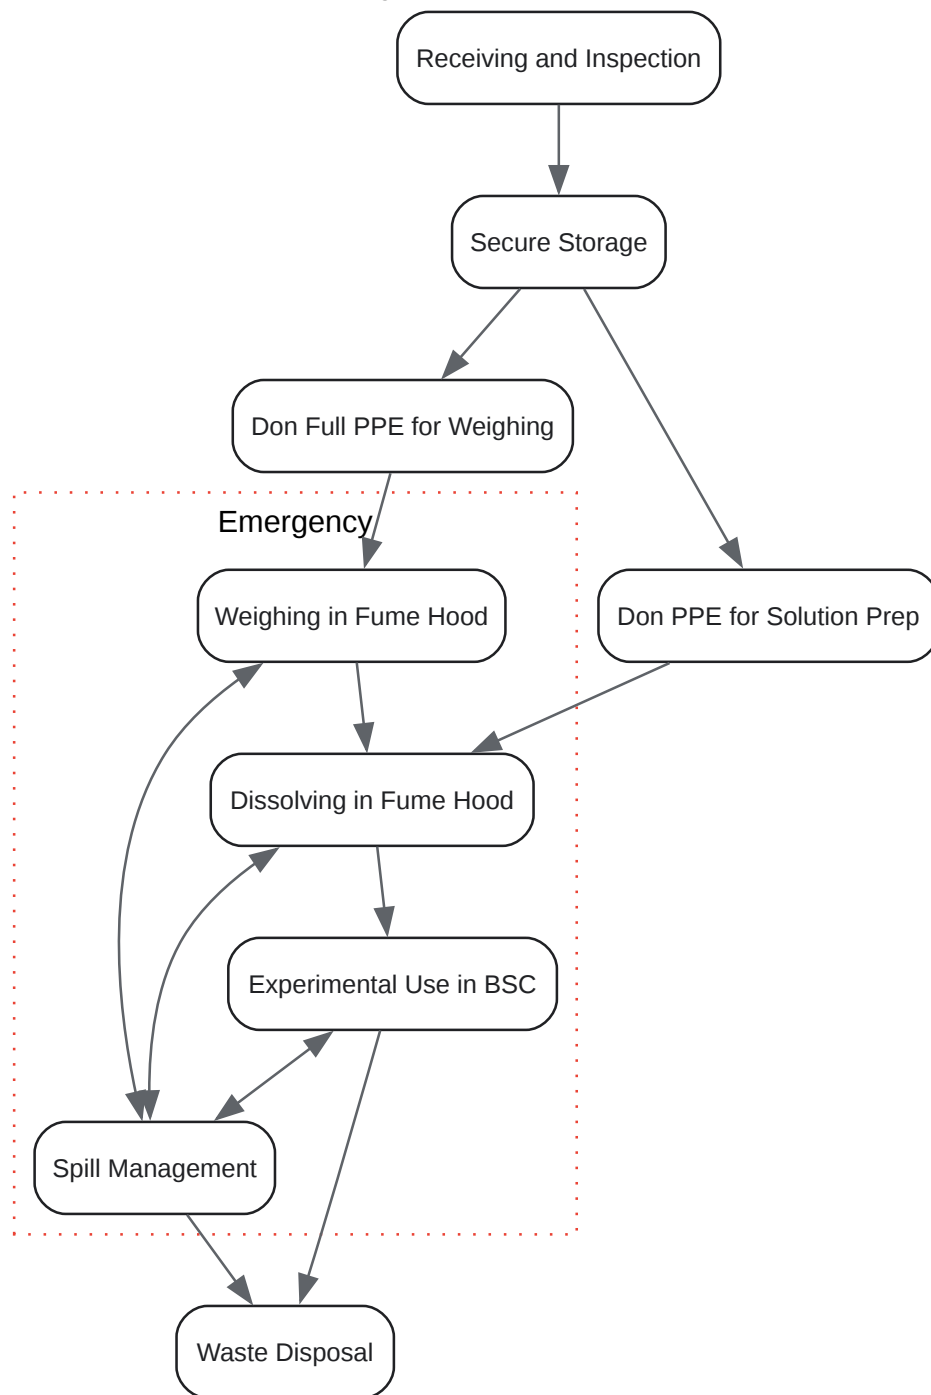 Receiving and Inspection
Secure Storage
Don Full PPE for Weighing
Emergency
Weighing in Fume Hood
Don PPE for Solution Prep
Dissolving in Fume Hood
Experimental Use in BSC
Spill Management
Waste Disposal